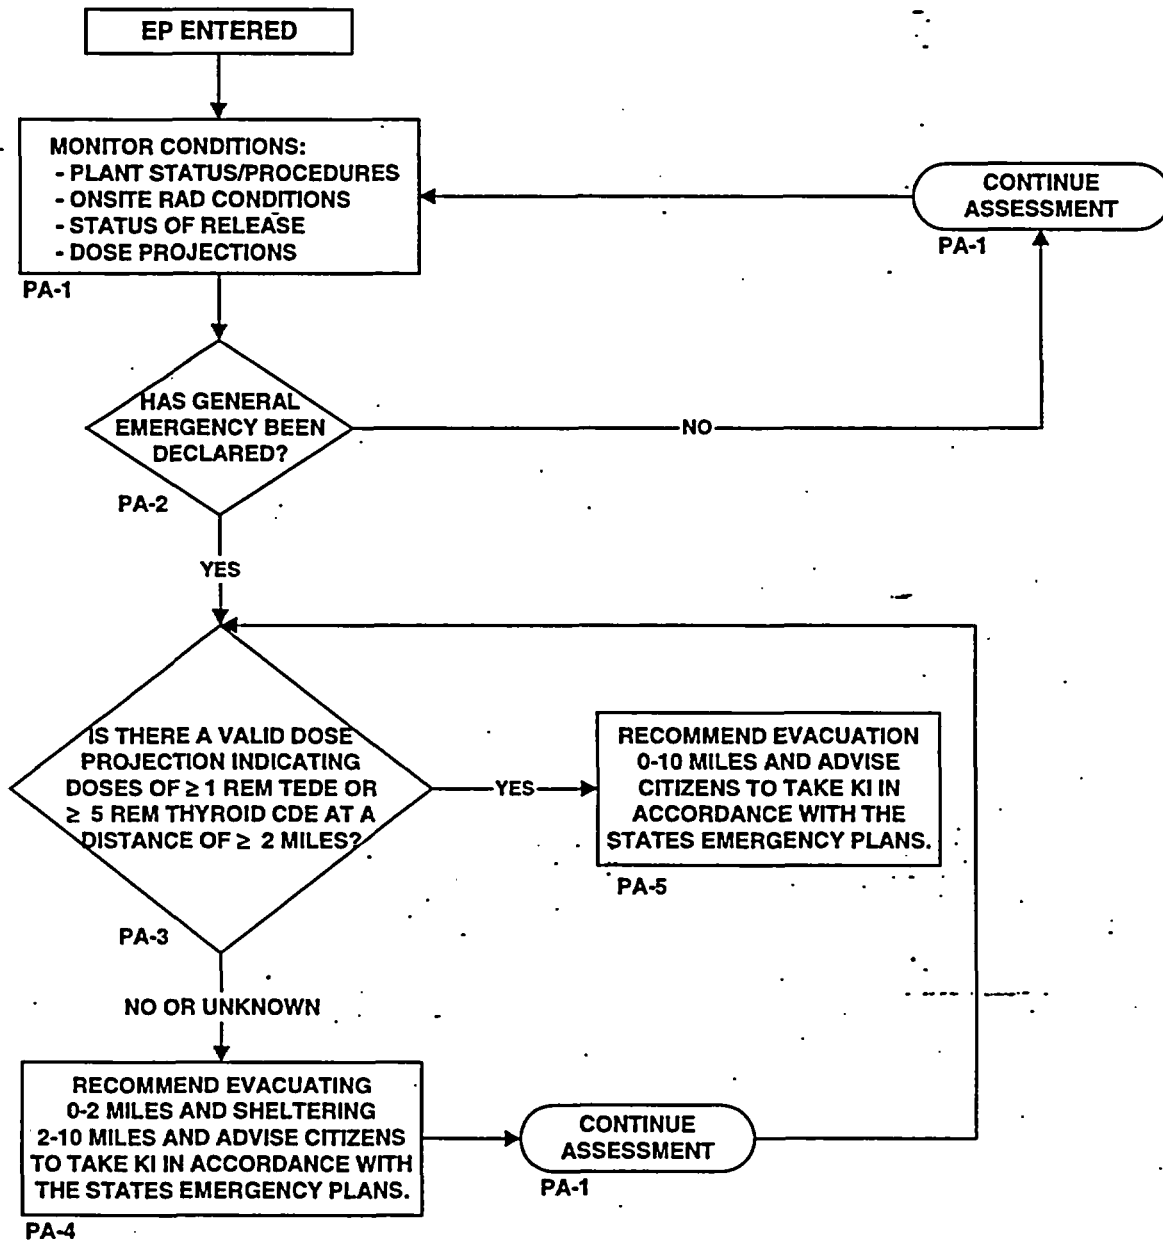 EP ENTERED
MONITOR CONDITIONS:
- PLANT STATUS/PROCEDURES
- ONSITE RAD CONDITIONS
- STATUS OF RELEASE
- DOSE PROJECTIONS
PA-1
CONTINUE
ASSESSMENT
PA-1
HAS GENERAL
EMERGENCY BEEN
DECLARED?
PA-2
NO
YES
IS THERE A VALID DOSE
PROJECTION INDICATING
DOSES OF ≥ 1 REM TEDE OR
≥ 5 REM THYROID CDE AT A
DISTANCE OF ≥ 2 MILES?
PA-3
YES
RECOMMEND EVACUATION
0-10 MILES AND ADVISE
CITIZENS TO TAKE KI IN
ACCORDANCE WITH THE
STATES EMERGENCY PLANS.
PA-5
NO OR UNKNOWN
RECOMMEND EVACUATING
0-2 MILES AND SHELTERING
2-10 MILES AND ADVISE CITIZENS
TO TAKE KI IN ACCORDANCE WITH
THE STATES EMERGENCY PLANS.
PA-4
CONTINUE
ASSESSMENT
PA-1